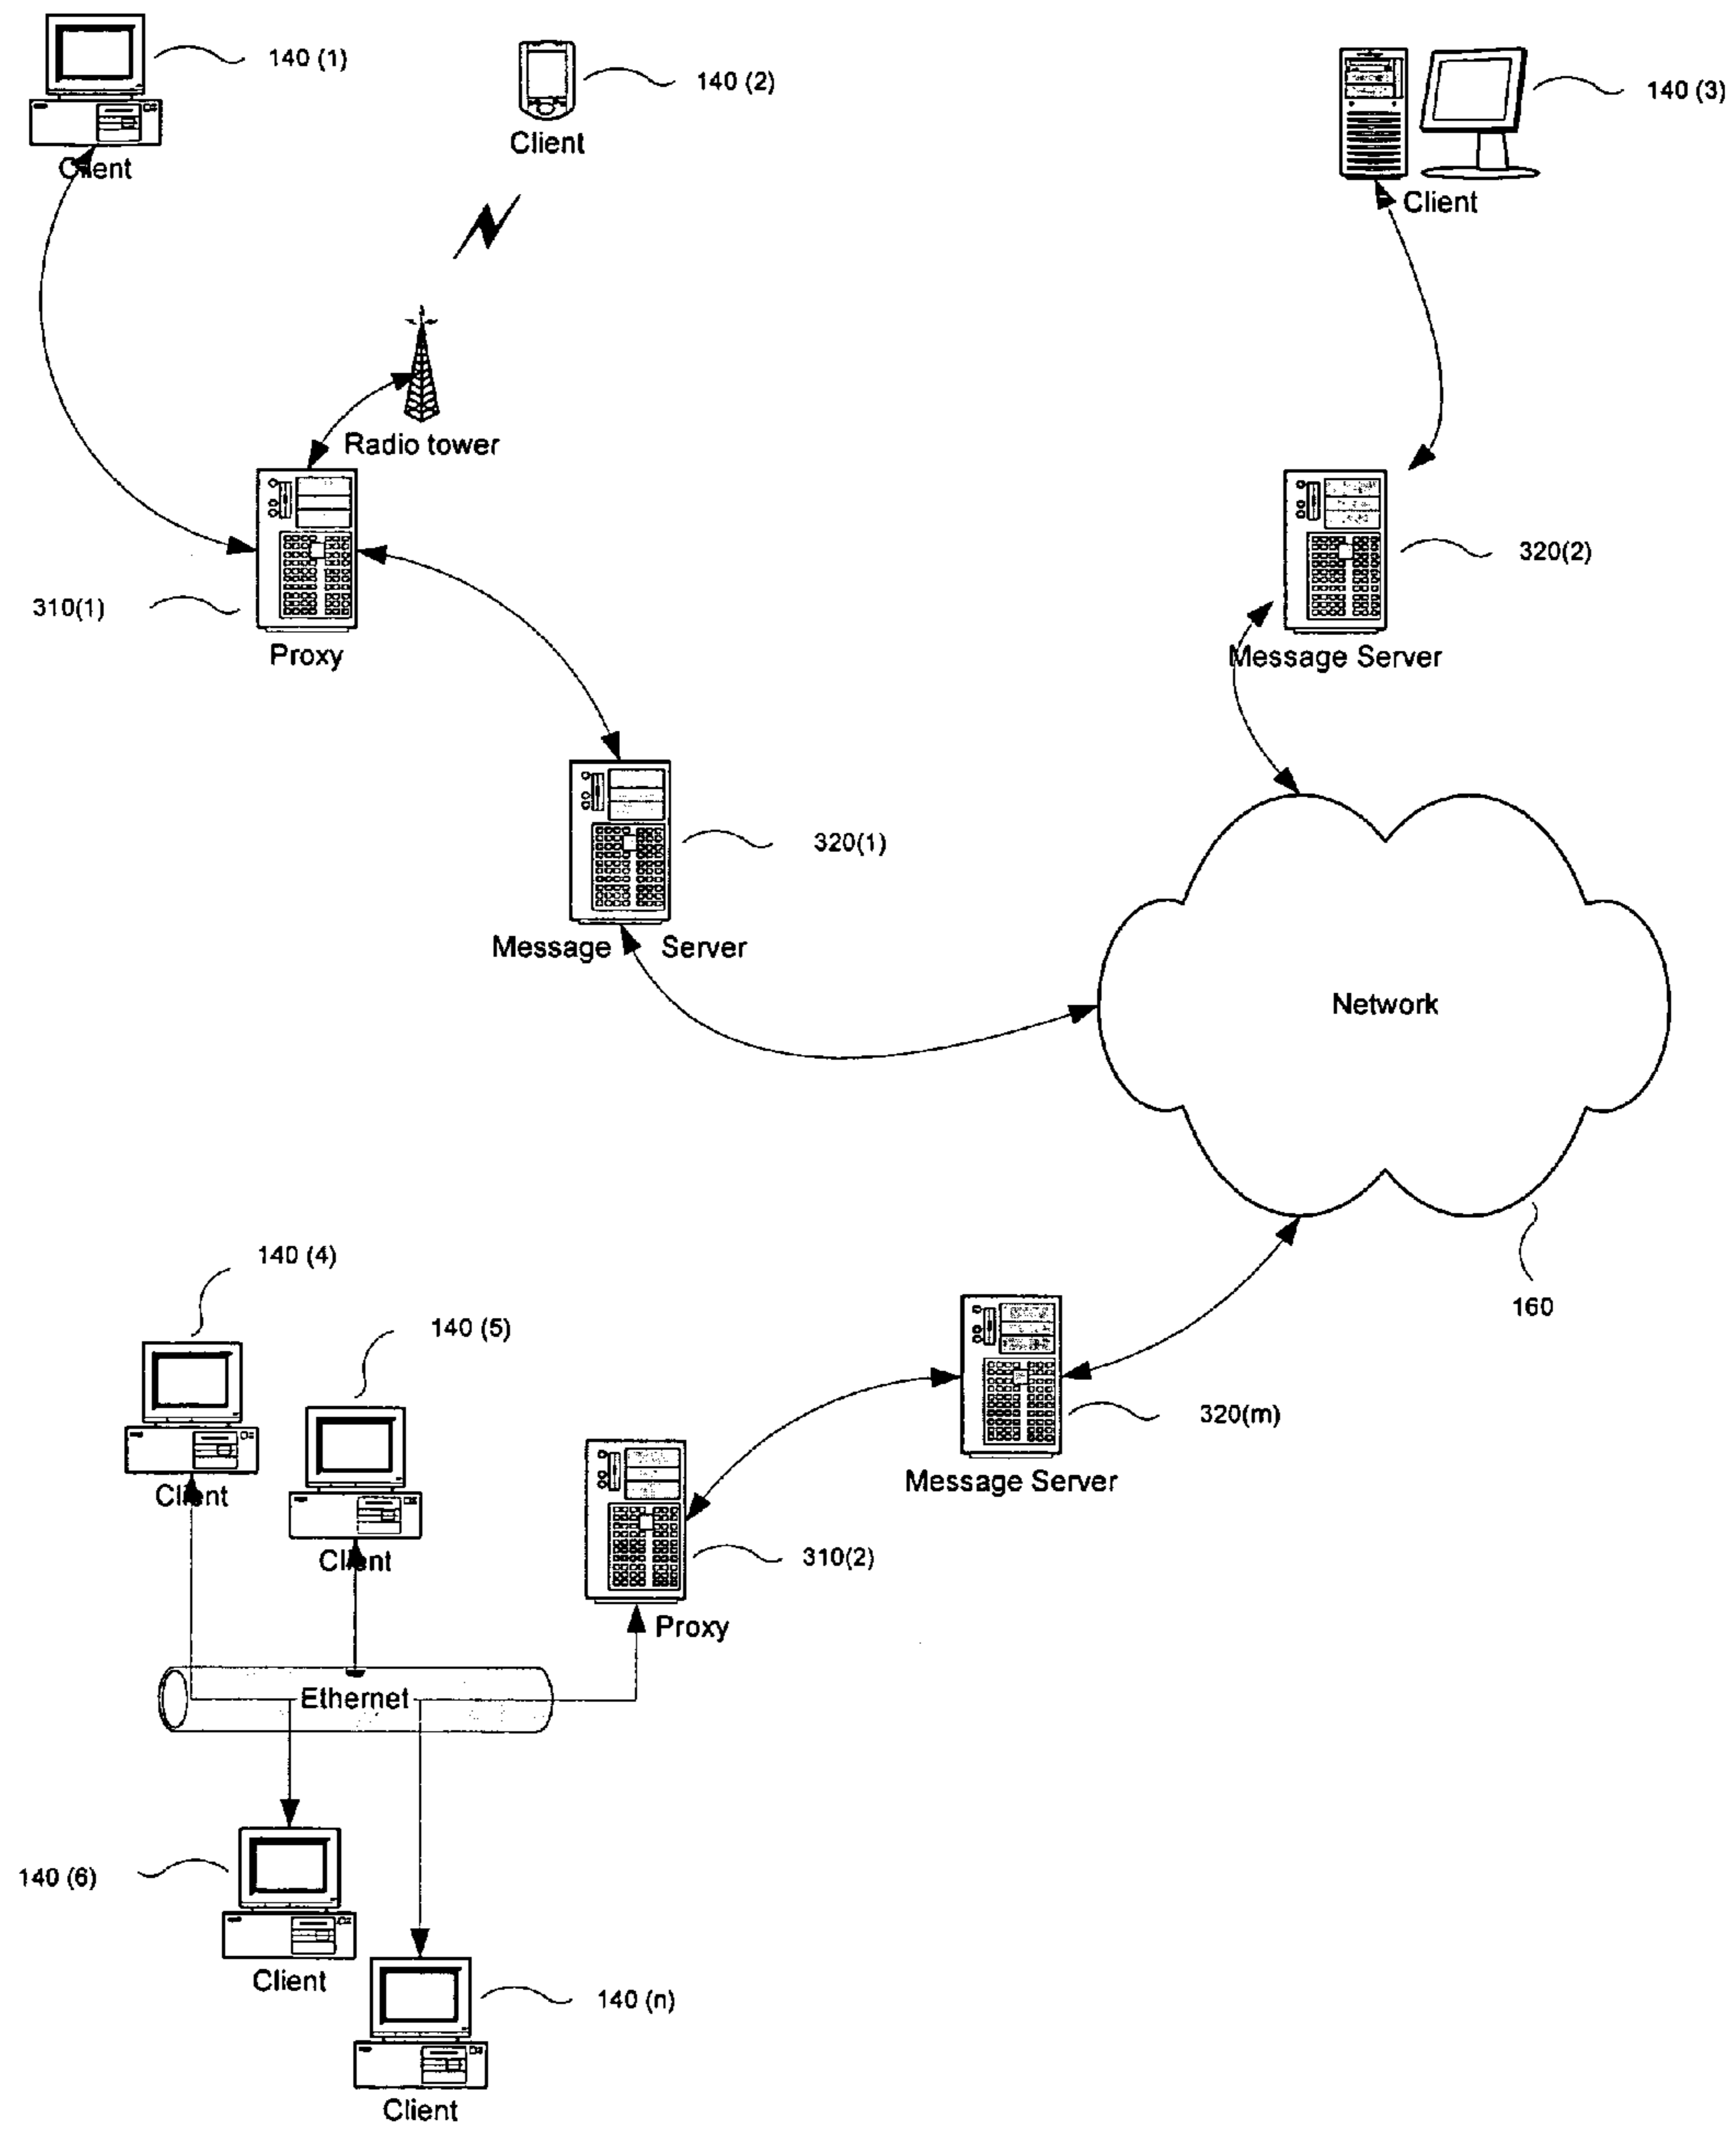 140 (1)
Client
140 (2)
Client
140 (3)
Client
Radio tower
310(1)
Proxy
320(2)
Message Server
320(1)
Message Server
Network
160
140 (4)
Client
140 (5)
Client
320(m)
Message Server
310(2)
Proxy
Ethernet
140 (6)
Client
140 (n)
Client